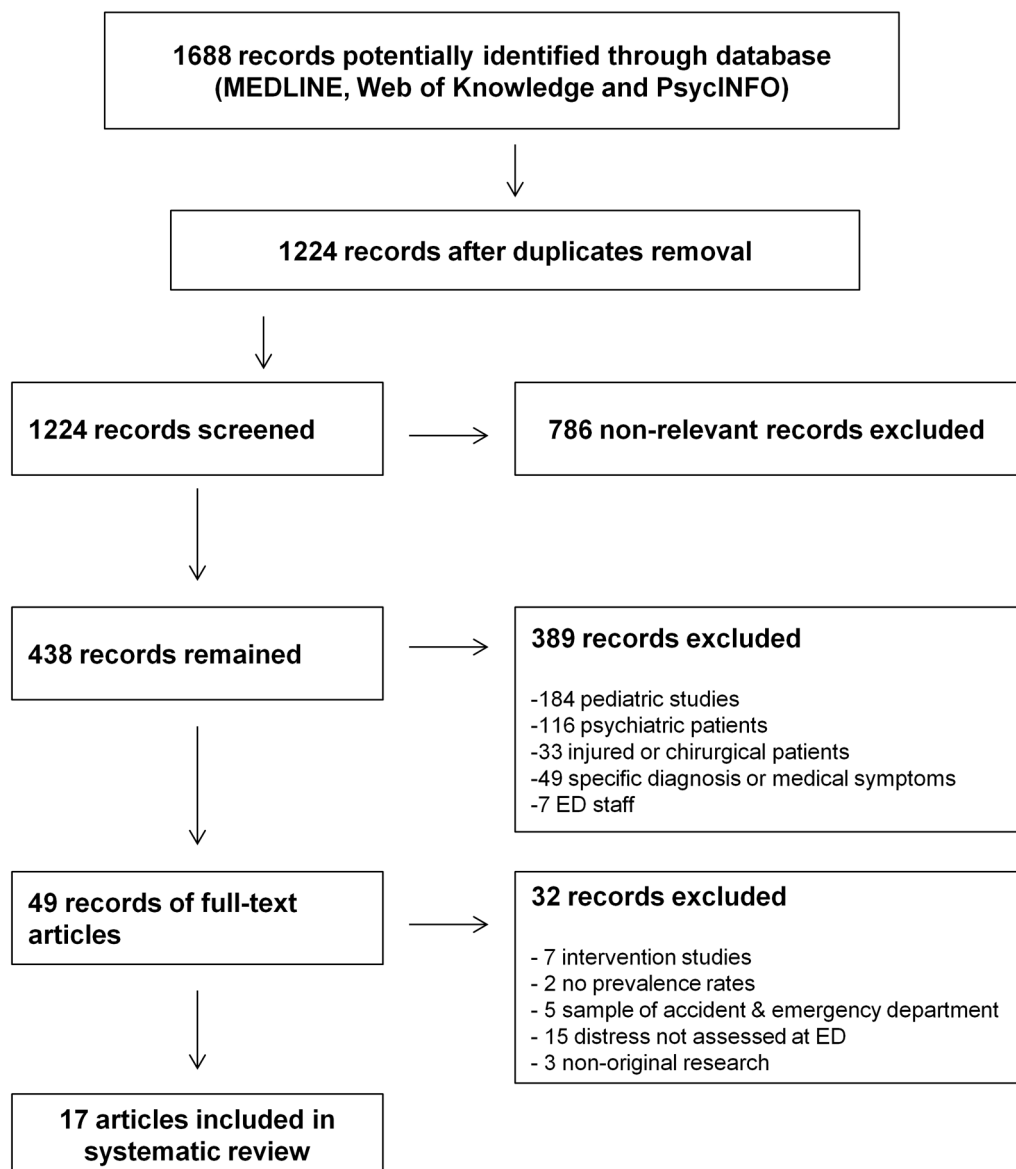 1688 records potentially identified through database
(MEDLINE, Web of Knowledge and PsycINFO)
1224 records after duplicates removal
1224 records screened
786 non-relevant records excluded
438 records remained
389 records excluded
-184 pediatric studies
-116 psychiatric patients
-33 injured or chirurgical patients
-49 specific diagnosis or medical symptoms
-7 ED staff
49 records of full-text
articles
32 records excluded
- 7 intervention studies
- 2 no prevalence rates
- 5 sample of accident & emergency department
- 15 distress not assessed at ED
- 3 non-original research
17 articles included in
systematic review